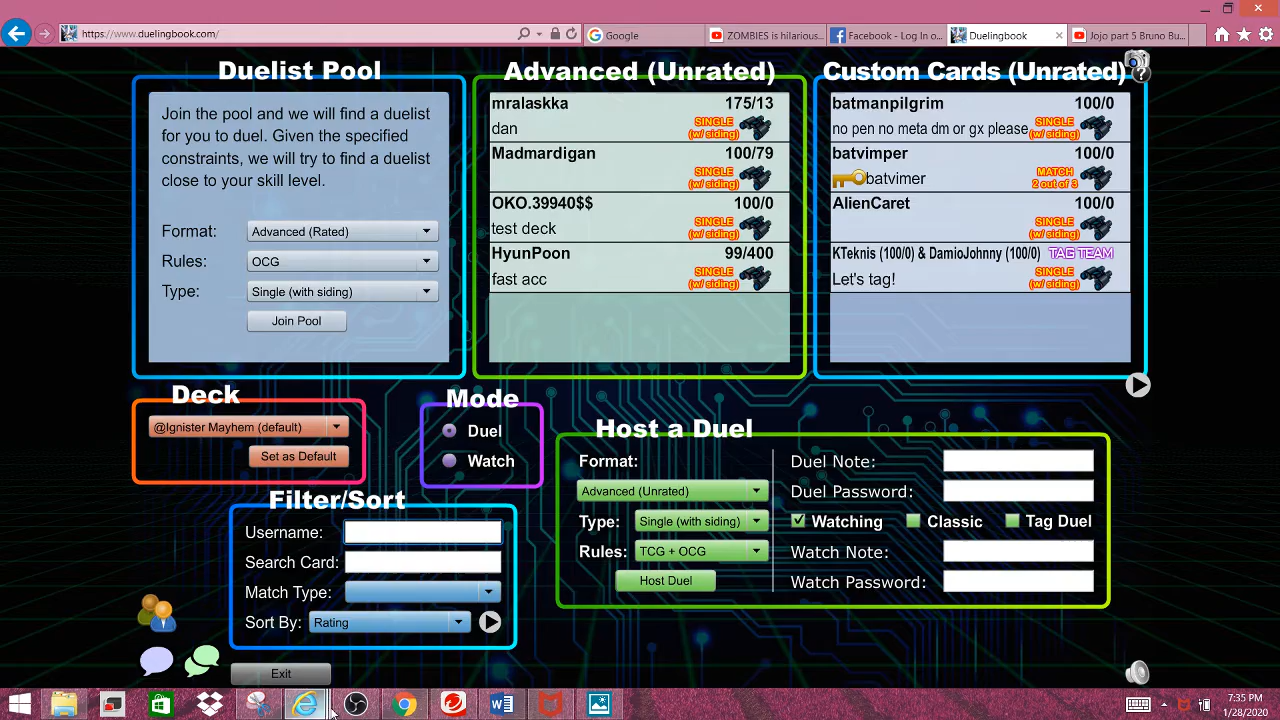 https://www.duelingbook.com/
Google
ZOMBIES is hilarious...
Facebook - Log In o...
Duelingbook
Jojo part 5 Bruno Bu...
Duelist Pool
Join the pool and we will find a duelist
for you to duel. Given the specified
constraints, we will try to find a duelist
close to your skill level.
Format: Advanced (Rated)
Rules: OCG
Type: Single (with siding)
Join Pool
Advanced (Unrated)
mralaskka 175/13
dan SINGLE (w/ siding)
Madmardigan 100/79
SINGLE (w/ siding)
OKO.39940$$ 100/0
test deck SINGLE (w/ siding)
HyunPoon 99/400
fast acc SINGLE (w/ siding)
Custom Cards (Unrated)
?
batmanpilgrim 100/0
no pen no meta dm or gx please SINGLE (w/ siding)
batvimper 100/0
batvimer MATCH 2 out of 3
AlienCaret 100/0
SINGLE (w/ siding)
KTeknis (100/0) & DamioJohnny (100/0) TAG TEAM
Let's tag! SINGLE (w/ siding)
Deck
@Ignister Mayhem (default)
Set as Default
Mode
Duel
Watch
Filter/Sort
Username:
Search Card:
Match Type:
Sort By: Rating
Exit
Host a Duel
Format:
Advanced (Unrated)
Type: Single (with siding)
Rules: TCG + OCG
Host Duel
Duel Note:
Duel Password:
Watching Classic Tag Duel
Watch Note:
Watch Password:
7:35 PM
1/28/2020